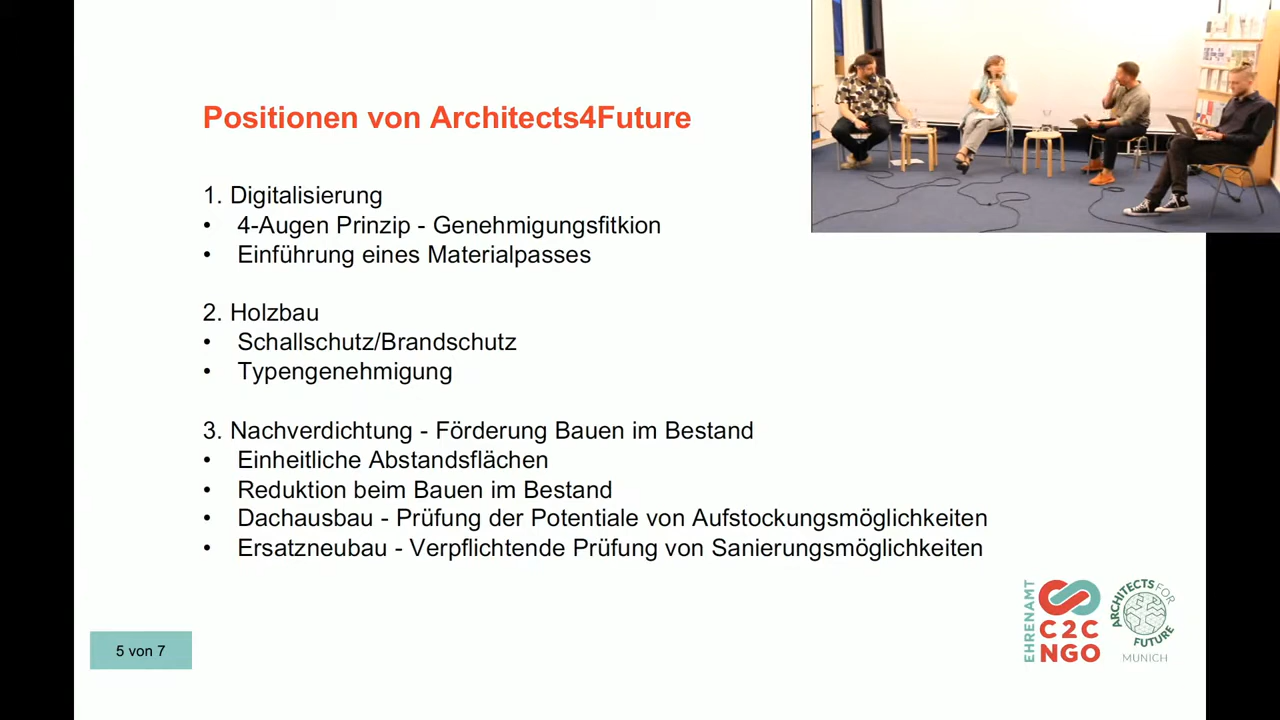 Positionen von Architects4Future
1. Digitalisierung
• 4-Augen Prinzip - Genehmigungsfitkion
• Einführung eines Materialpasses
2. Holzbau
• Schallschutz/Brandschutz
• Typengenehmigung
3. Nachverdichtung - Förderung Bauen im Bestand
• Einheitliche Abstandsflächen
• Reduktion beim Bauen im Bestand
• Dachausbau - Prüfung der Potentiale von Aufstockungsmöglichkeiten
• Ersatzneubau - Verpflichtende Prüfung von Sanierungsmöglichkeiten
5 von 7
EHRENAMT
C2C
NGO
ARCHITECTS FOR
FUTURE
MUNICH